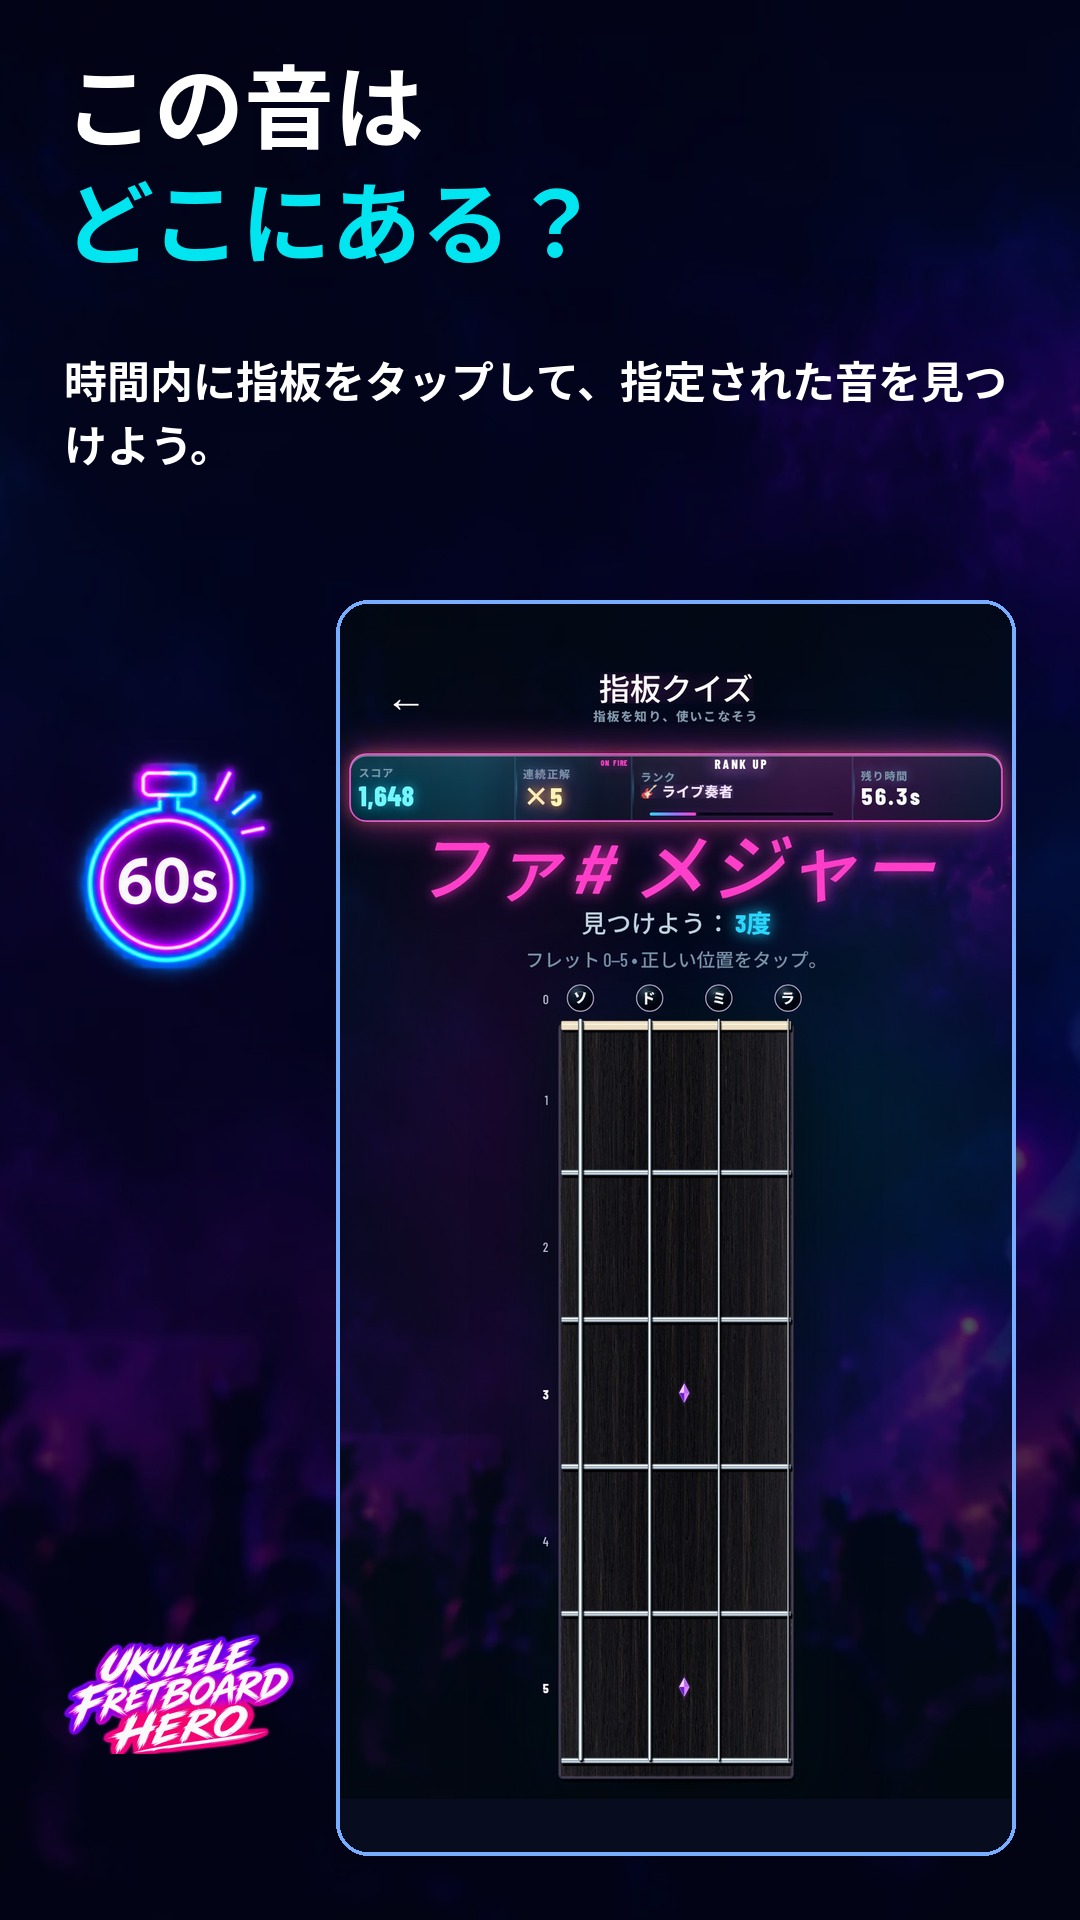 この音は
どこにある？
時間内に指板をタップして、指定された音を見つ
けよう。
←
指板クイズ
指板を知り、使いこなそう
スコア
1,648
連続正解
ON FIRE
×5
RANK UP
ランク
ライブ奏者
残り時間
56.3s
60s
ファ# メジャー
見つけよう： 3度
フレット 0–5 • 正しい位置をタップ。
0 ソ ド ミ ラ
1
2
3
4
5
UKULELE
FRETBOARD
HERO